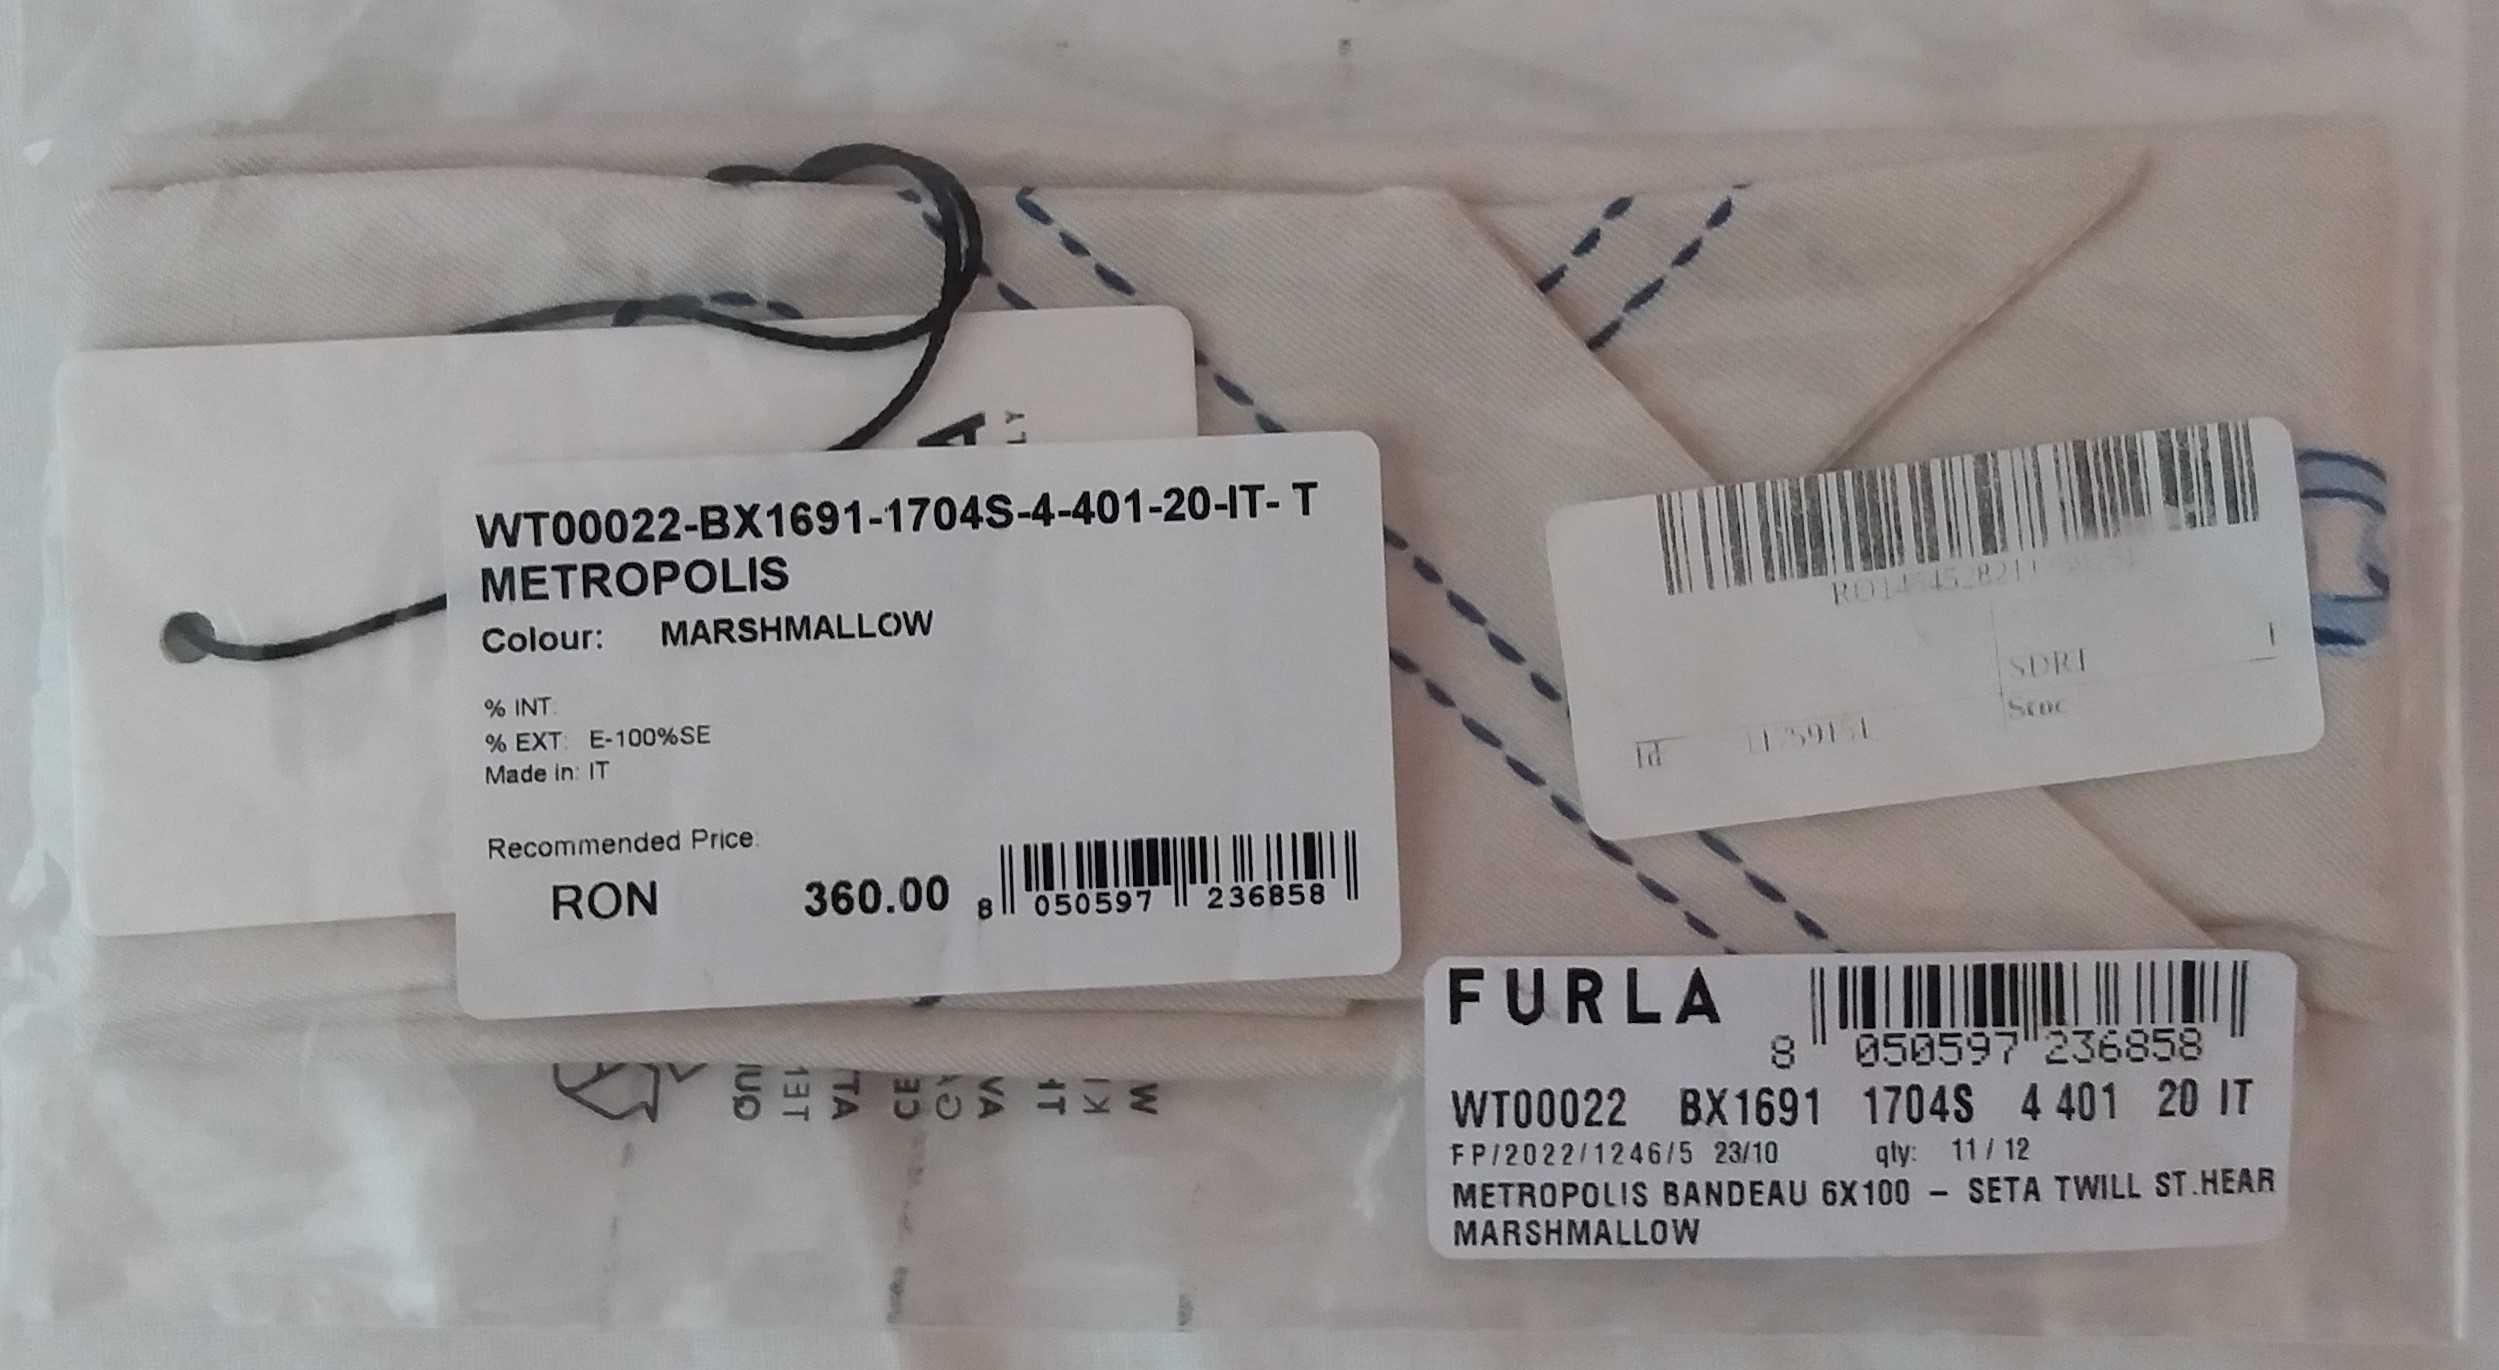 WT00022-BX1691-1704S-4-401-20-IT- T
METROPOLIS
Colour: MARSHMALLOW
% INT:
% EXT: E-100%SE
Made in: IT
Recommended Price:
RON 360.00
8 050597 236858
SDRT
Id
FURLA
8 050597 236858
WT00022 BX1691 1704S 4 401 20 IT
FP/2022/1246/5 23/10 qty: 11 / 12
METROPOLIS BANDEAU 6X100 – SETA TWILL ST.HEAR
MARSHMALLOW